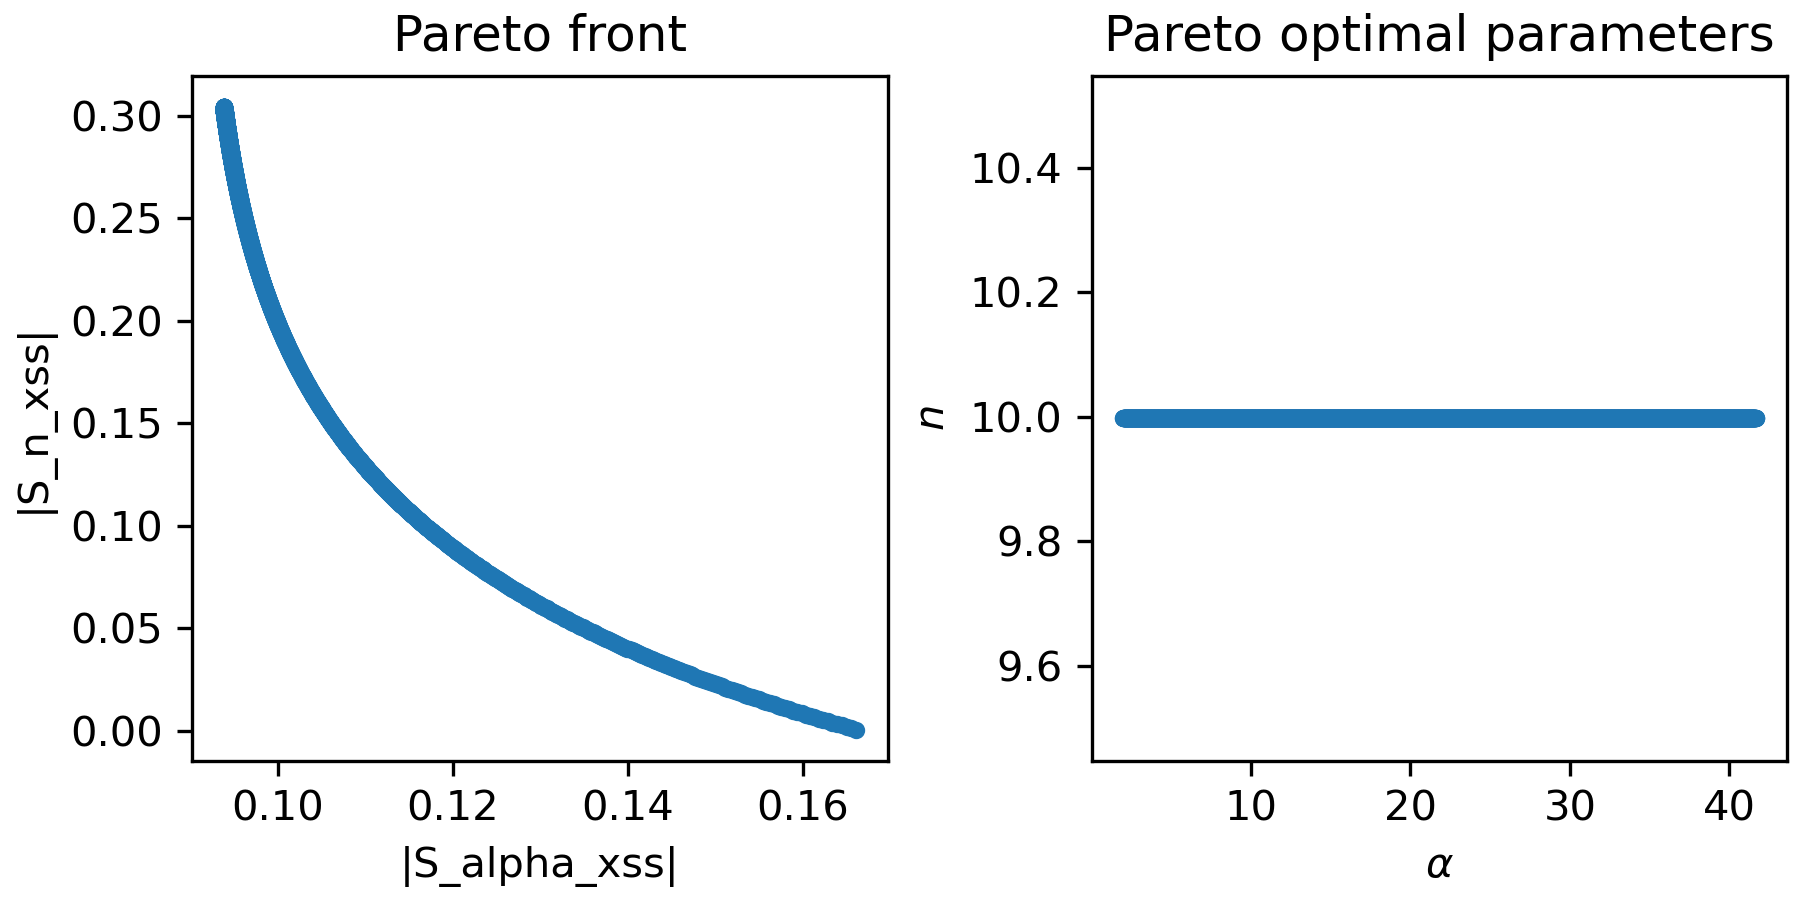 Pareto front
0.30
0.25
0.20
0.15
0.10
0.05
0.00
|S_n_xss|
0.10 0.12 0.14 0.16
|S_alpha_xss|
Pareto optimal parameters
10.4
10.2
10.0
9.8
9.6
n
10 20 30 40
α